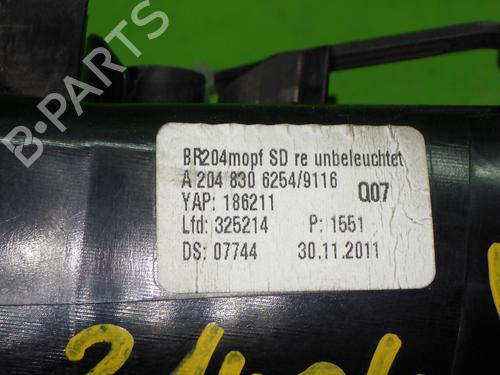 B-PARTS
BR204mopf SD re unbeleuchtet
A 204 830 6254/9116 Q07
YAP: 186211
Lfd: 325214 P: 1551
DS: 07744 30.11.2011